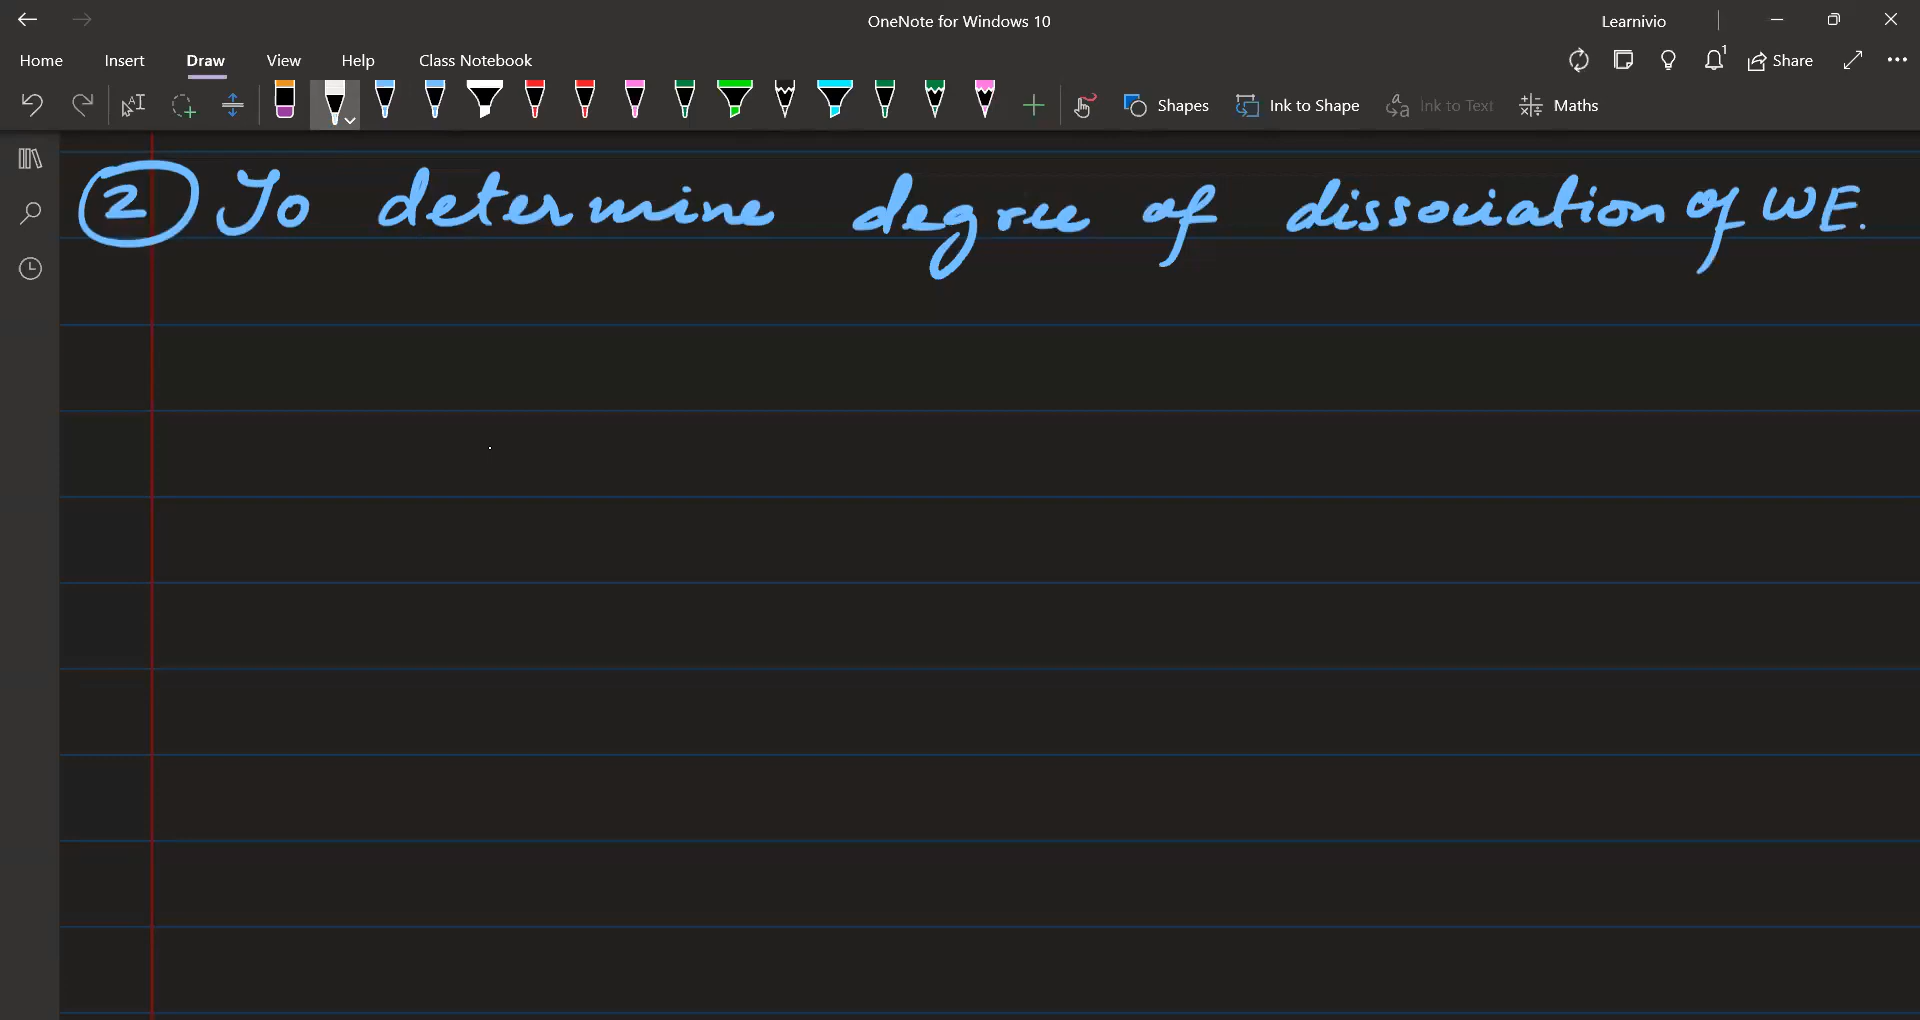 OneNote for Windows 10
Learnivio
Home Insert Draw View Help Class Notebook
1 Share
Shapes Ink to Shape Ink to Text Maths
2 To determine degree of dissociation of WE.